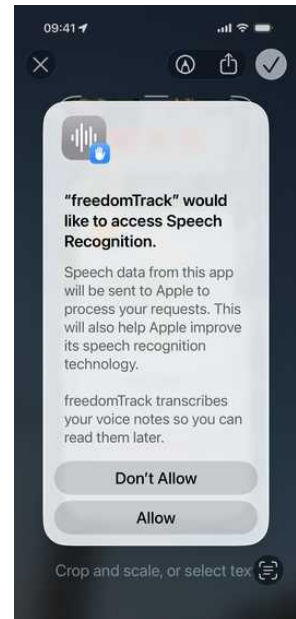 09:41
"freedomTrack" would
like to access Speech
Recognition.
Speech data from this app
will be sent to Apple to
process your requests. This
will also help Apple improve
its speech recognition
technology.
freedomTrack transcribes
your voice notes so you can
read them later.
Don't Allow
Allow
Crop and scale, or select tex